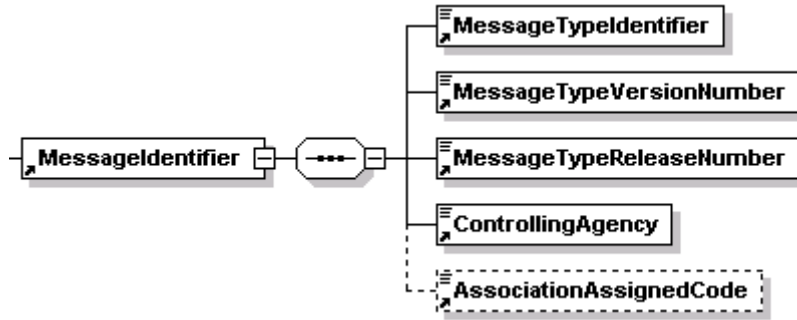 MessageTypeIdentifier
MessageTypeVersionNumber
MessageIdentifier
MessageTypeReleaseNumber
ControllingAgency
AssociationAssignedCode